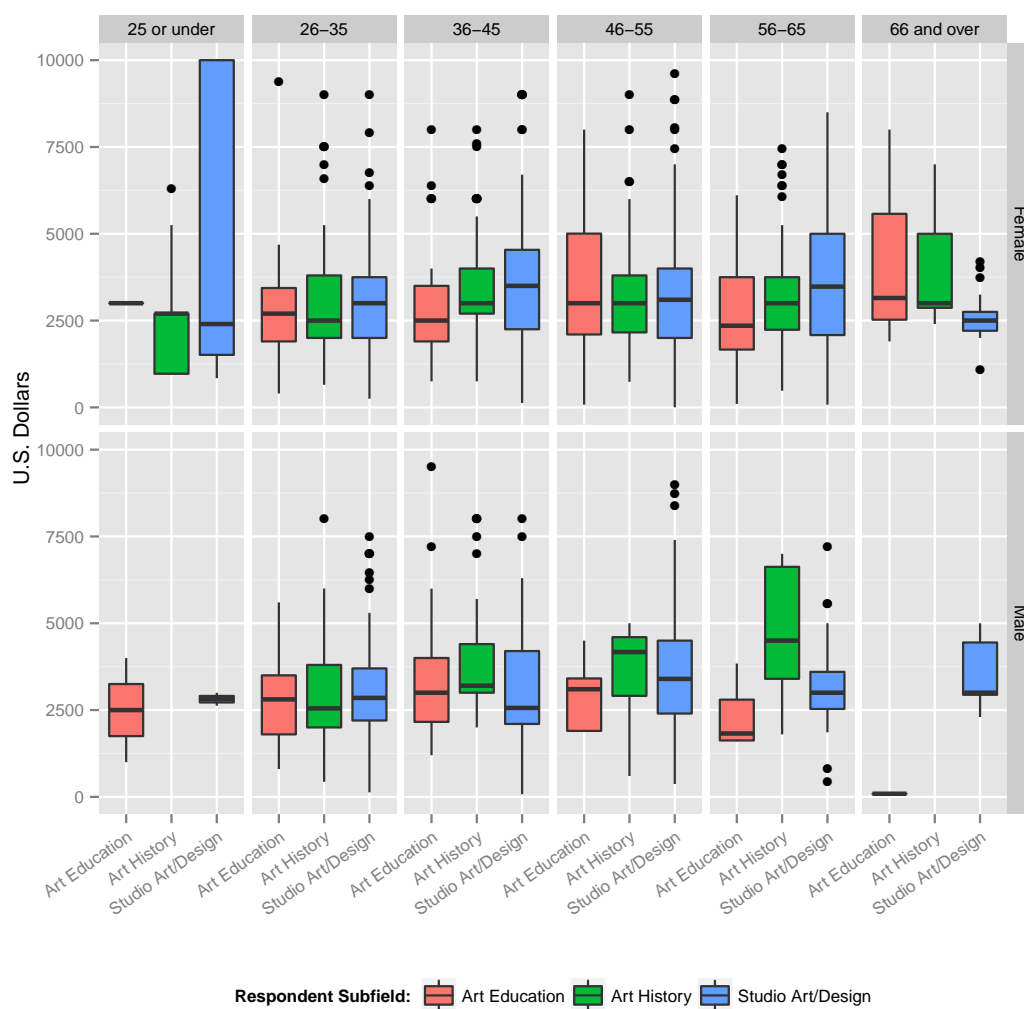 25 or under 26−35 36−45 46−55 56−65 66 and over
10000
7500
5000
2500
0
Female
U.S. Dollars
10000
7500
5000
2500
0
Male
Art Education Art History Studio Art/Design Art Education Art History Studio Art/Design Art Education Art History Studio Art/Design Art Education Art History Studio Art/Design Art Education Art History Studio Art/Design Art Education Art History Studio Art/Design
Respondent Subfield: Art Education Art History Studio Art/Design